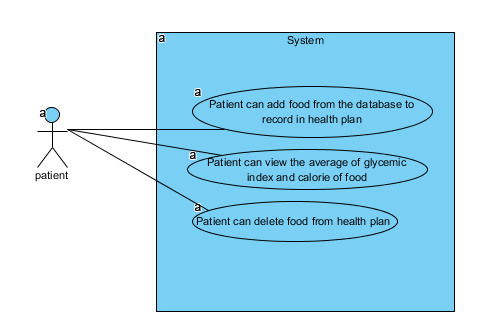 a
System
a
a
Patient can add food from the database to
record in health plan
a
Patient can view the average of glycemic
index and calorie of food
patient
a
Patient can delete food from health plan